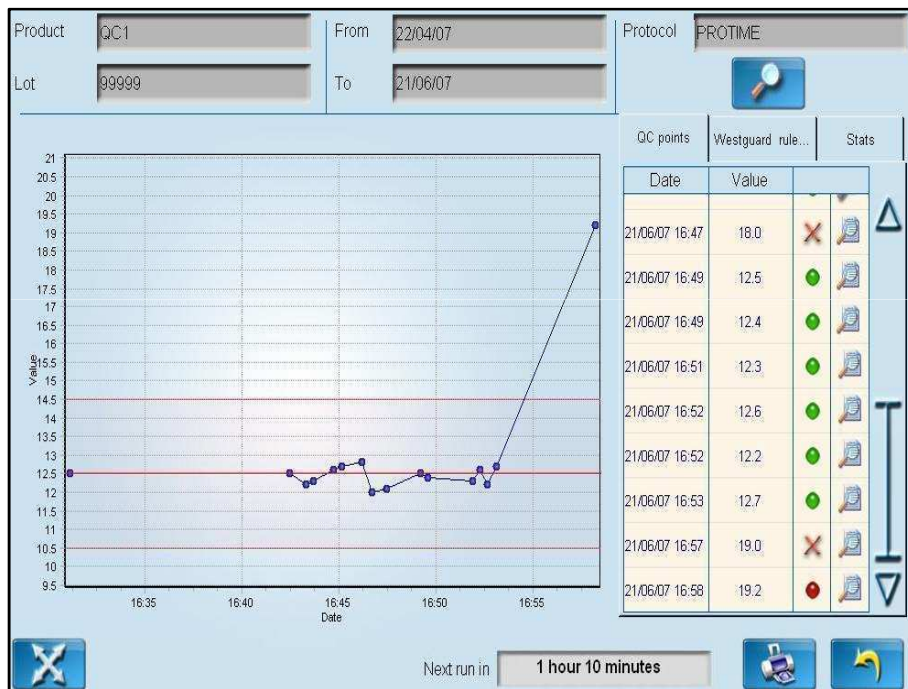 Product QC1 From 22/04/07 Protocol PROTIME
Lot 99999 To 21/06/07
QC points Westguard rule... Stats
Date Value
21/06/07 16:47 18.0
21/06/07 16:49 12.5
21/06/07 16:49 12.4
21/06/07 16:51 12.3
21/06/07 16:52 12.6
21/06/07 16:52 12.2
21/06/07 16:53 12.7
21/06/07 16:57 19.0
21/06/07 16:58 19.2
21
20.5
20
19.5
19
18.5
18
17.5
17
16.5
16
15.5
15
14.5
14
13.5
13
12.5
12
11.5
11
10.5
10
9.5
Value
16:35 16:40 16:45 16:50 16:55
Date
Next run in 1 hour 10 minutes